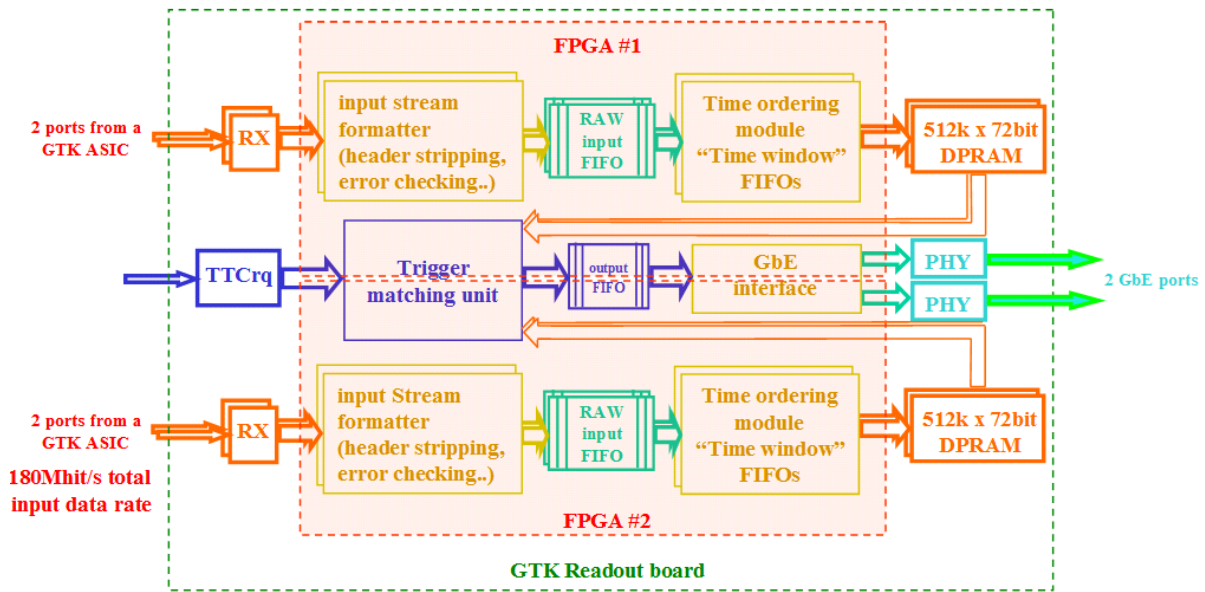 FPGA #1
2 ports from a
GTK ASIC
RX
input stream
formatter
(header stripping,
error checking..)
RAW
input
FIFO
Time ordering
module
“Time window”
FIFOs
512k x 72bit
DPRAM
TTCrq
Trigger
matching unit
output
FIFO
GbE
interface
PHY
PHY
2 GbE ports
2 ports from a
GTK ASIC
RX
input Stream
formatter
(header stripping,
error checking..)
RAW
input
FIFO
Time ordering
module
“Time window”
FIFOs
512k x 72bit
DPRAM
180Mhit/s total
input data rate
FPGA #2
GTK Readout board